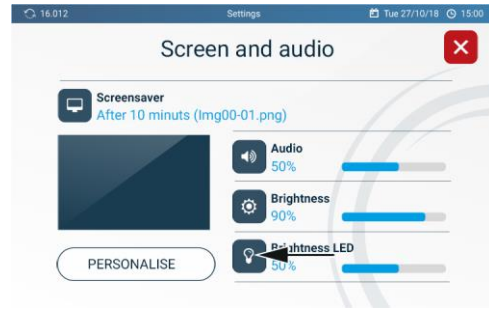 16.012 Settings Tue 27/10/18 15:00
Screen and audio
Screensaver
After 10 minuts (Img00-01.png)
Audio
50%
Brightness
90%
Brightness LED
50%
PERSONALISE